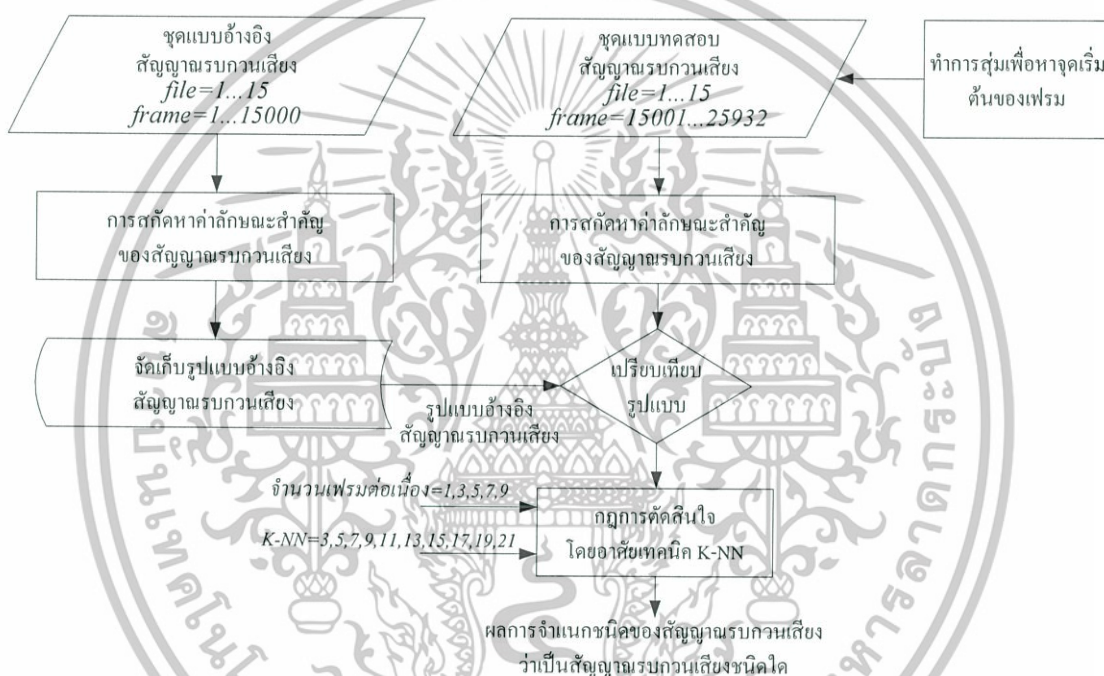 ชุดแบบอ้างอิง
สัญญาณรบกวนเสียง
file=1...15
frame=1...15000
ชุดแบบทดสอบ
สัญญาณรบกวนเสียง
file=1...15
frame=15001...25932
ทำการสุ่มเพื่อหาจุดเริ่ม
ต้นของเฟรม
การสกัดหาค่าลักษณะสำคัญ
ของสัญญาณรบกวนเสียง
การสกัดหาค่าลักษณะสำคัญ
ของสัญญาณรบกวนเสียง
จัดเก็บรูปแบบอ้างอิง
สัญญาณรบกวนเสียง
รูปแบบอ้างอิง
สัญญาณรบกวนเสียง
เปรียบเทียบ
รูปแบบ
จำนวนเฟรมต่อเนื่อง=1,3,5,7,9
K-NN=3,5,7,9,11,13,15.17,19,21
กฎการตัดสินใจ
โดยอาศัยเทคนิค K-NN
ผลการจำแนกชนิดของสัญญาณรบกวนเสียง
ว่าเป็นสัญญาณรบกวนเสียงชนิดใด